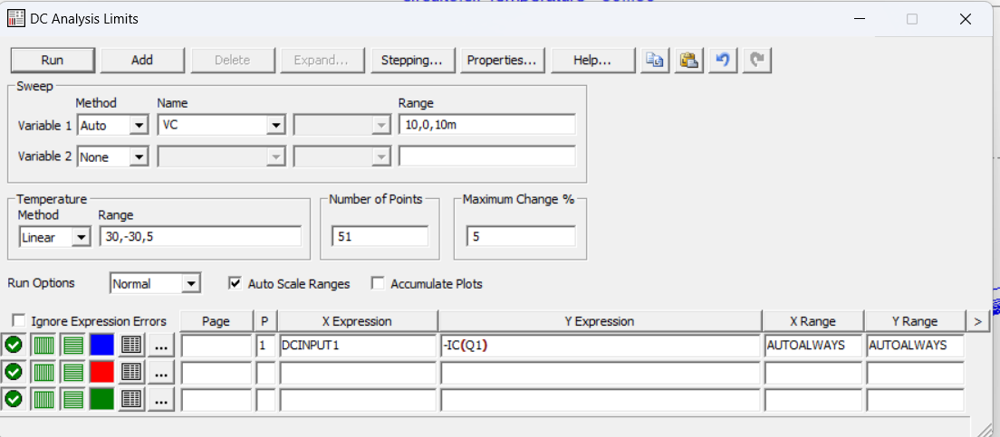 DC Analysis Limits
Run Add Delete Expand... Stepping... Properties... Help...
Sweep
Method Name Range
Variable 1 Auto VC 10,0,10m
Variable 2 None
Temperature Number of Points Maximum Change %
Method Range
Linear 30,-30,5 51 5
Run Options Normal Auto Scale Ranges Accumulate Plots
Ignore Expression Errors Page P X Expression Y Expression X Range Y Range >
... 1 DCINPUT1 -IC(Q1) AUTOALWAYS AUTOALWAYS
...
...